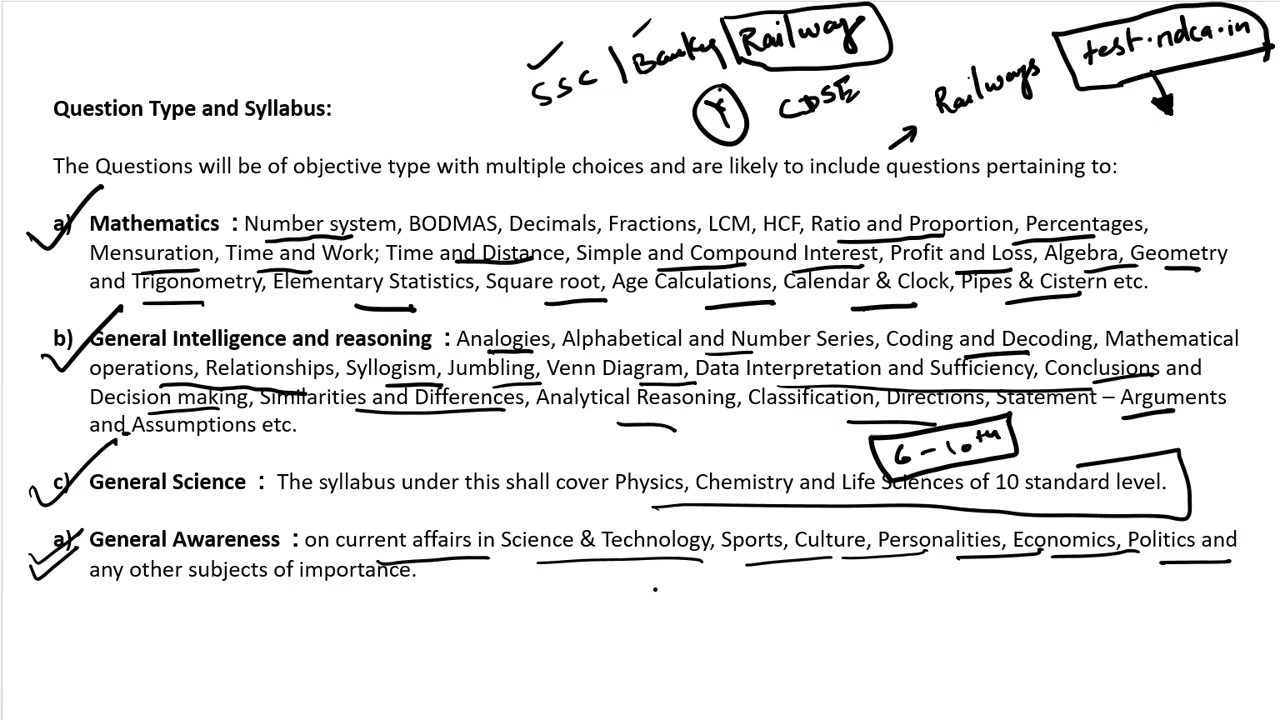 SSC / Banking Railway
Y CDSE
Railways test.ndca.in
Question Type and Syllabus:
The Questions will be of objective type with multiple choices and are likely to include questions pertaining to:
a) Mathematics : Number system, BODMAS, Decimals, Fractions, LCM, HCF, Ratio and Proportion, Percentages,
Mensuration, Time and Work; Time and Distance, Simple and Compound Interest, Profit and Loss, Algebra, Geometry
and Trigonometry, Elementary Statistics, Square root, Age Calculations, Calendar & Clock, Pipes & Cistern etc.
b) General Intelligence and reasoning : Analogies, Alphabetical and Number Series, Coding and Decoding, Mathematical
operations, Relationships, Syllogism, Jumbling, Venn Diagram, Data Interpretation and Sufficiency, Conclusions and
Decision making, Similarities and Differences, Analytical Reasoning, Classification, Directions, Statement – Arguments
and Assumptions etc.
6-10th
c) General Science : The syllabus under this shall cover Physics, Chemistry and Life Sciences of 10 standard level.
a) General Awareness : on current affairs in Science & Technology, Sports, Culture, Personalities, Economics, Politics and
any other subjects of importance.